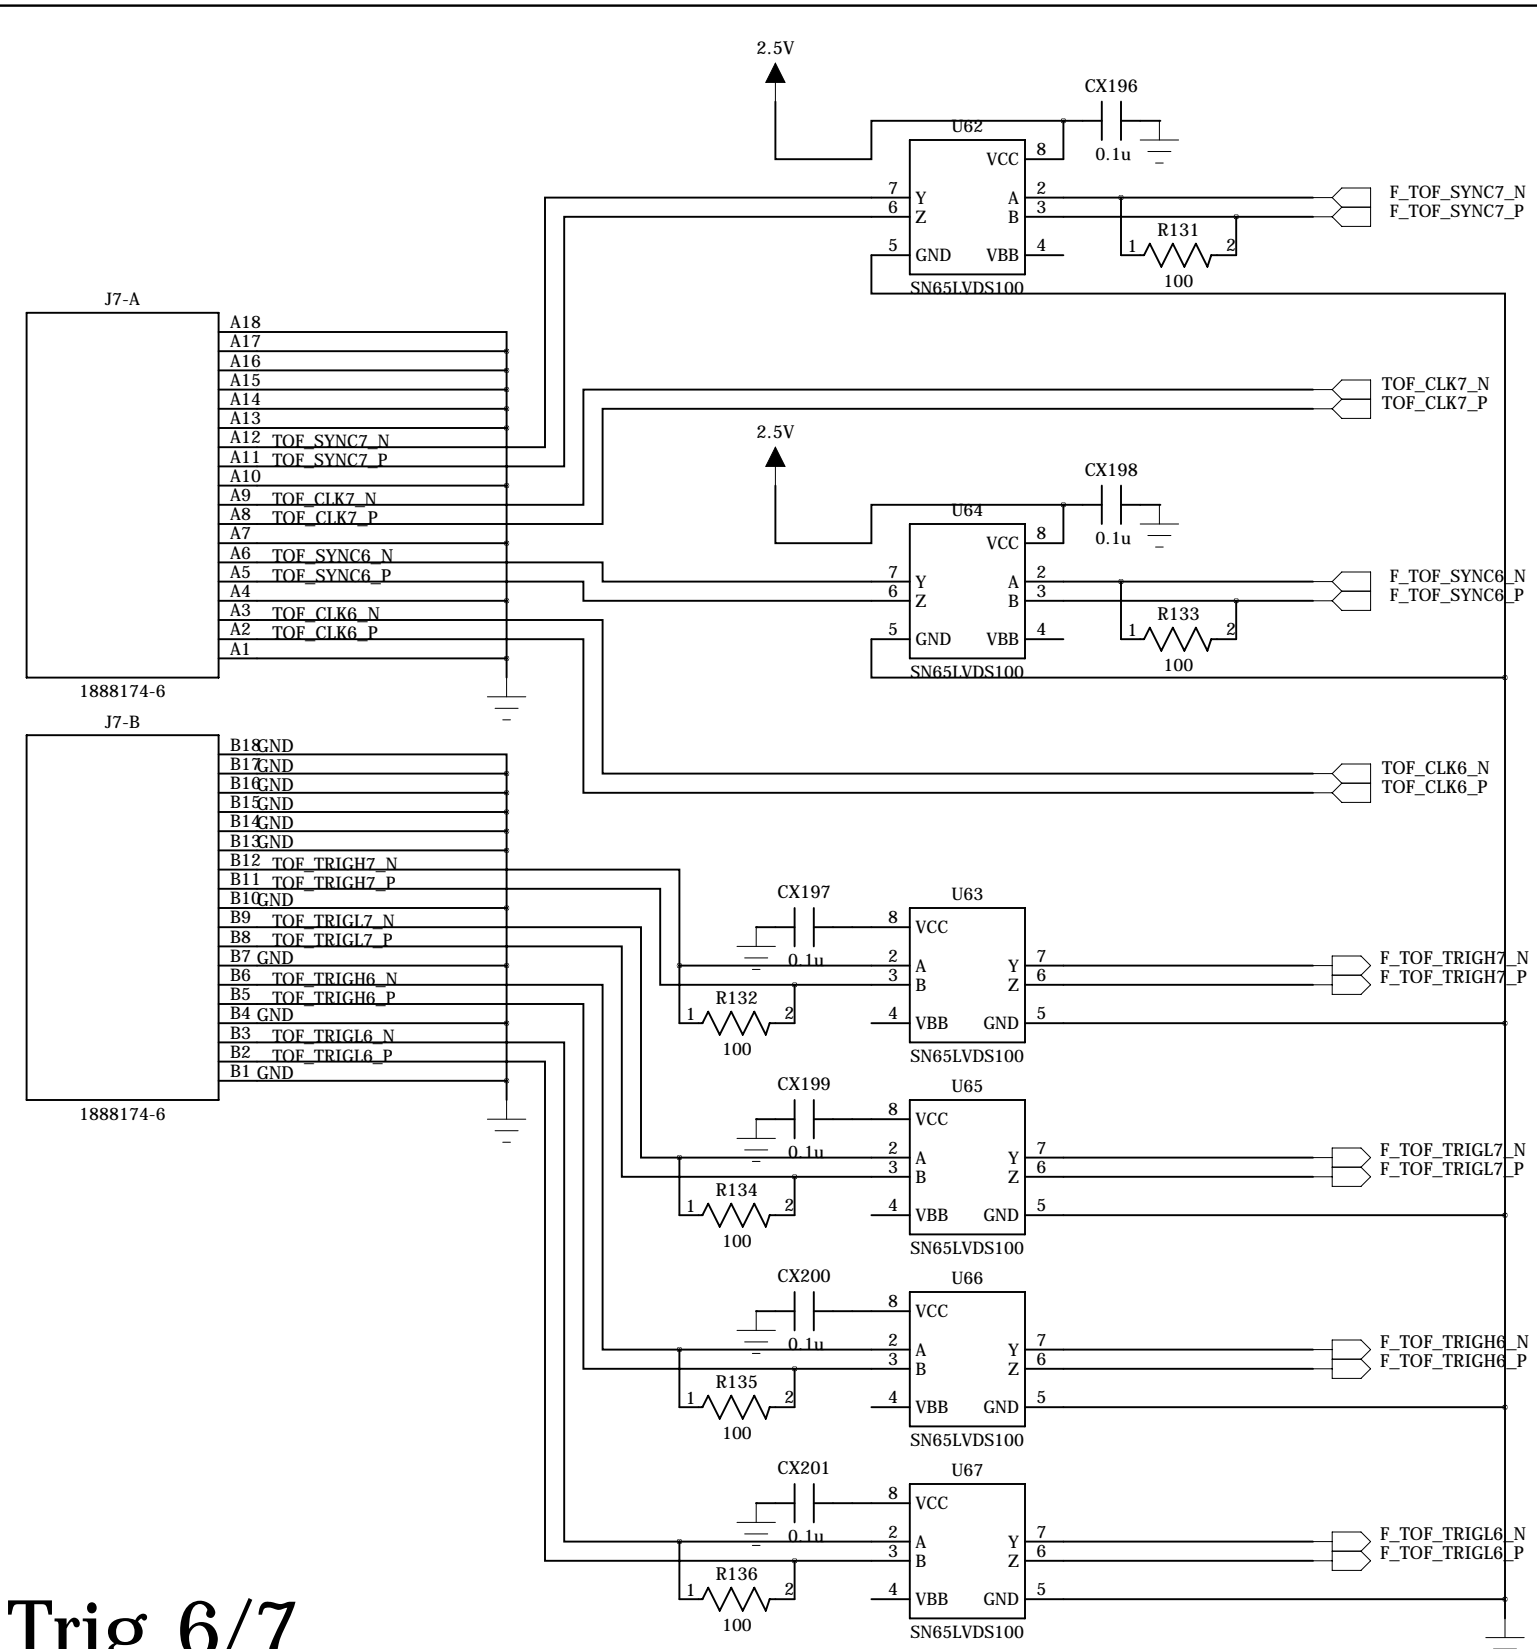 2.5V
CX196
0.1u
U62
VCC 8
7 Y A 2
6 Z B 3
5 GND VBB 4
SN65LVDS100
R131
1 2
100
F_TOF_SYNC7_N
F_TOF_SYNC7_P
J7-A
A18
A17
A16
A15
A14
A13
A12 TOF_SYNC7_N
A11 TOF_SYNC7_P
A10
A9 TOF_CLK7_N
A8 TOF_CLK7_P
A7
A6 TOF_SYNC6_N
A5 TOF_SYNC6_P
A4
A3 TOF_CLK6_N
A2 TOF_CLK6_P
A1
1888174-6
TOF_CLK7_N
TOF_CLK7_P
2.5V
CX198
0.1u
U64
VCC 8
7 Y A 2
6 Z B 3
5 GND VBB 4
SN65LVDS100
R133
1 2
100
F_TOF_SYNC6_N
F_TOF_SYNC6_P
TOF_CLK6_N
TOF_CLK6_P
J7-B
B18 GND
B17 GND
B16 GND
B15 GND
B14 GND
B13 GND
B12 TOF_TRIGH7_N
B11 TOF_TRIGH7_P
B10 GND
B9 TOF_TRIGL7_N
B8 TOF_TRIGL7_P
B7 GND
B6 TOF_TRIGH6_N
B5 TOF_TRIGH6_P
B4 GND
B3 TOF_TRIGL6_N
B2 TOF_TRIGL6_P
B1 GND
1888174-6
CX197
0.1u
U63
8 VCC
2 A Y 7
3 B Z 6
4 VBB GND 5
SN65LVDS100
R132
1 2
100
F_TOF_TRIGH7_N
F_TOF_TRIGH7_P
CX199
0.1u
U65
8 VCC
2 A Y 7
3 B Z 6
4 VBB GND 5
SN65LVDS100
R134
1 2
100
F_TOF_TRIGL7_N
F_TOF_TRIGL7_P
CX200
0.1u
U66
8 VCC
2 A Y 7
3 B Z 6
4 VBB GND 5
SN65LVDS100
R135
1 2
100
F_TOF_TRIGH6_N
F_TOF_TRIGH6_P
CX201
0.1u
U67
8 VCC
2 A Y 7
3 B Z 6
4 VBB GND 5
SN65LVDS100
R136
1 2
100
F_TOF_TRIGL6_N
F_TOF_TRIGL6_P
Trig 6/7